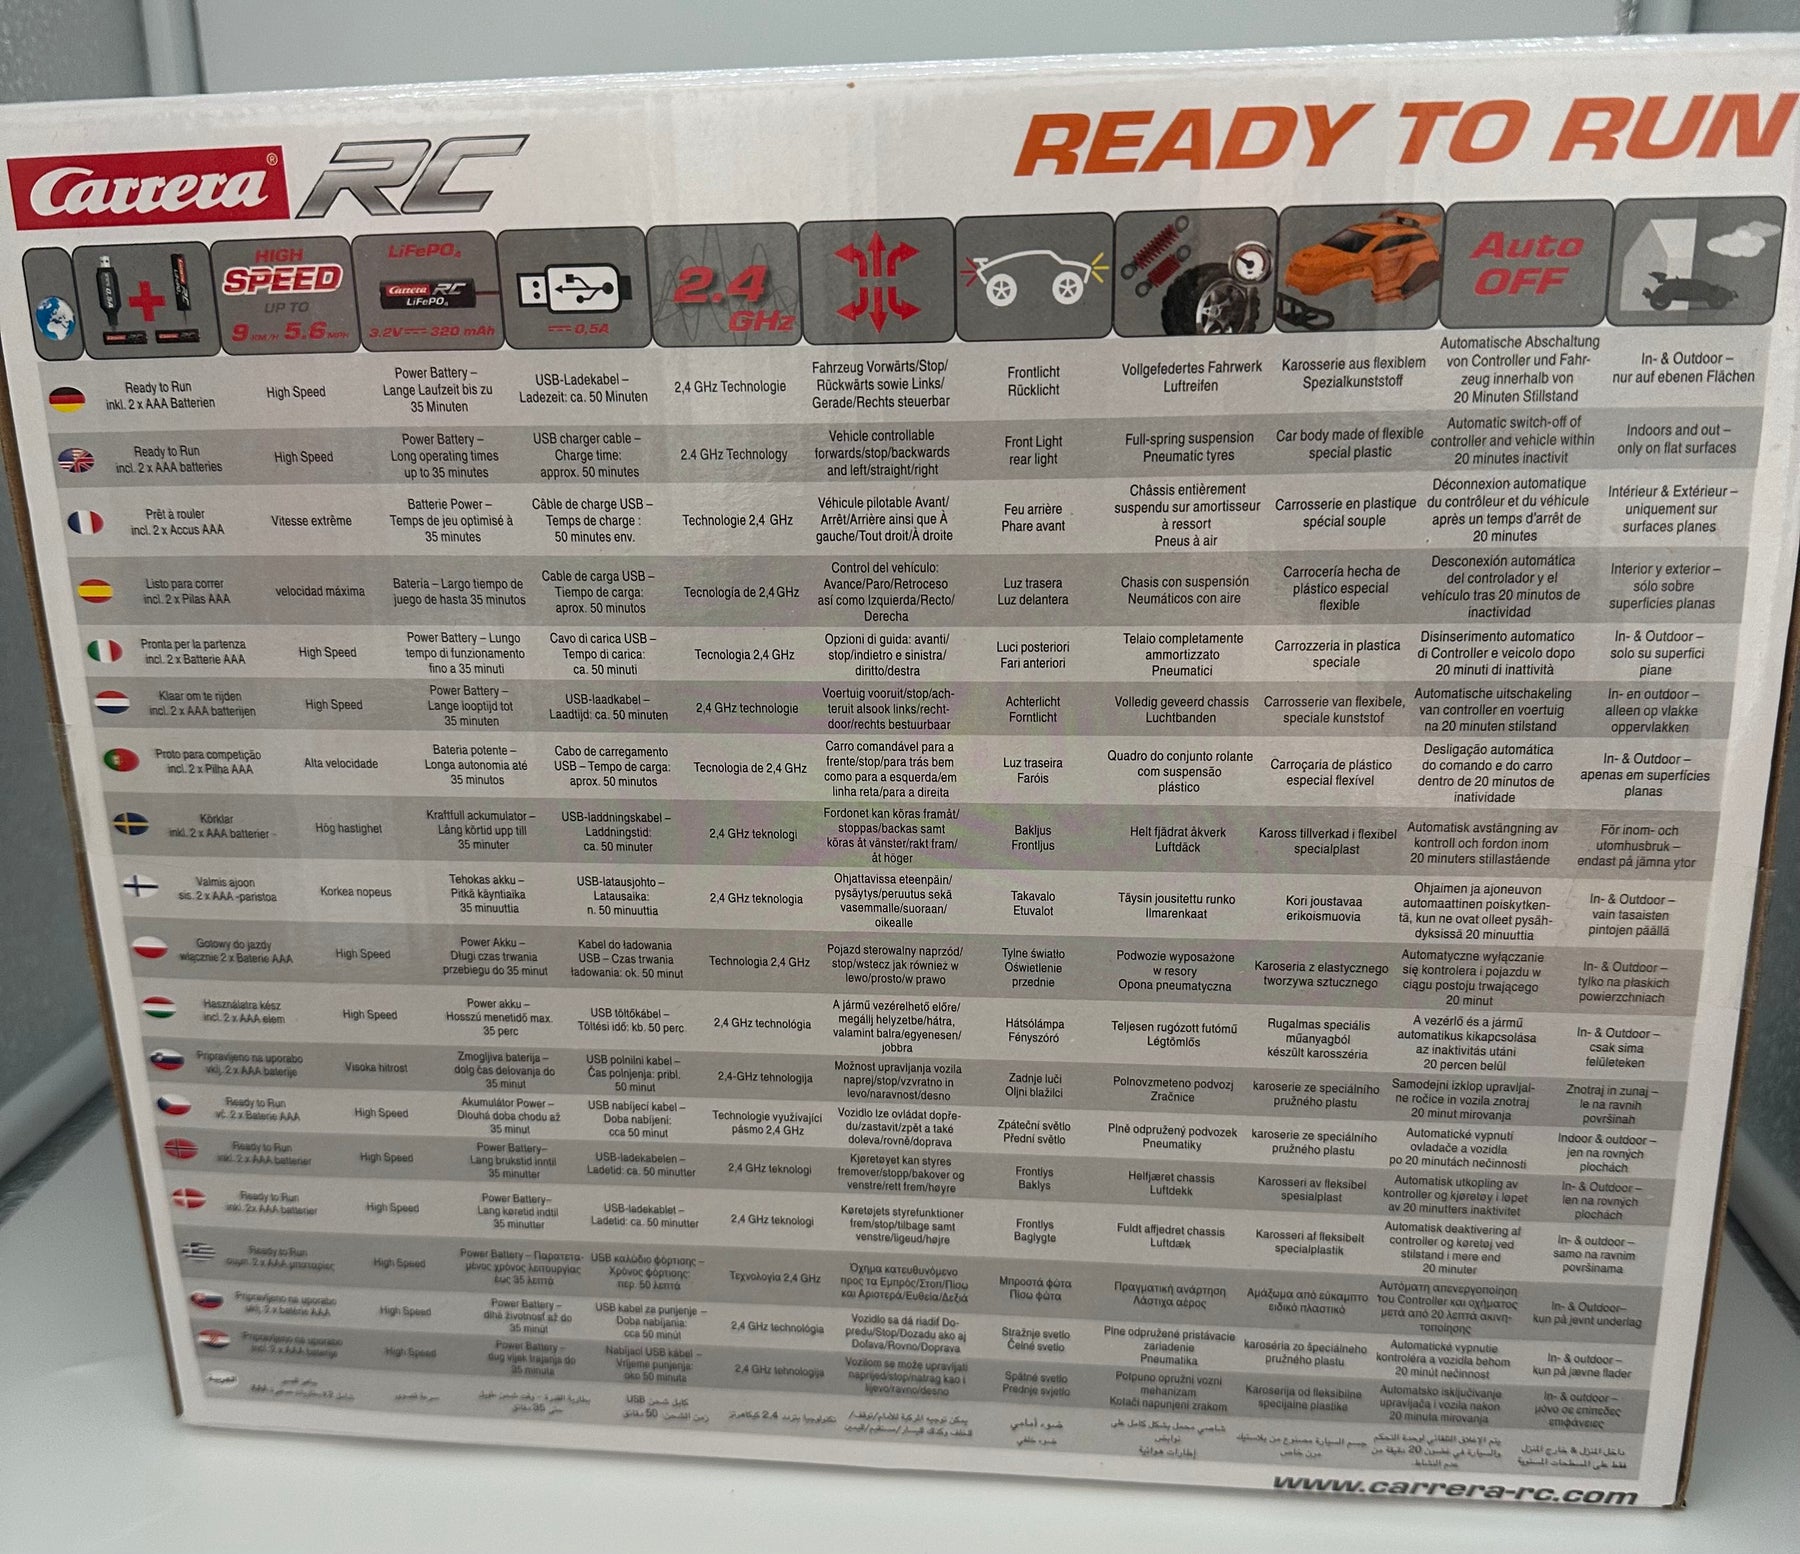 Carrera® RC
READY TO RUN
HIGH
SPEED
UP TO
9 KM/H 5.6 MPH
LiFePO₄
Carrera RC
LiFePO₄
3.2V⎓ 320 mAh
⎓ 0.5A
2.4
GHz
Auto
OFF
Ready to Run
inkl. 2 x AAA Batterien
High Speed
Power Battery –
Lange Laufzeit bis zu
35 Minuten
USB-Ladekabel –
Ladezeit: ca. 50 Minuten
2,4 GHz Technologie
Fahrzeug Vorwärts/Stop/
Rückwärts sowie Links/
Gerade/Rechts steuerbar
Frontlicht
Rücklicht
Vollgefedertes Fahrwerk
Luftreifen
Karosserie aus flexiblem
Spezialkunststoff
Automatische Abschaltung
von Controller und Fahr-
zeug innerhalb von
20 Minuten Stillstand
In- & Outdoor –
nur auf ebenen Flächen
Ready to Run
incl. 2 x AAA batteries
High Speed
Power Battery –
Long operating times
up to 35 minutes
USB charger cable –
Charge time:
approx. 50 minutes
2.4 GHz Technology
Vehicle controllable
forwards/stop/backwards
and left/straight/right
Front Light
rear light
Full-spring suspension
Pneumatic tyres
Car body made of flexible
special plastic
Automatic switch-off of
controller and vehicle within
20 minutes inactivit
Indoors and out –
only on flat surfaces
Prêt à rouler
incl. 2 x Accus AAA
Vitesse extrême
Batterie Power –
Temps de jeu optimisé à
35 minutes
Câble de charge USB –
Temps de charge :
50 minutes env.
Technologie 2,4 GHz
Véhicule pilotable Avant/
Arrêt/Arrière ainsi que À
gauche/Tout droit/À droite
Feu arrière
Phare avant
Châssis entièrement
suspendu sur amortisseur
à ressort
Pneus à air
Carrosserie en plastique
spécial souple
Déconnexion automatique
du contrôleur et du véhicule
après un temps d'arrêt de
20 minutes
Intérieur & Extérieur –
uniquement sur
surfaces planes
Listo para correr
incl. 2 x Pilas AAA
velocidad máxima
Batería – Largo tiempo de
juego de hasta 35 minutos
Cable de carga USB –
Tiempo de carga:
aprox. 50 minutos
Tecnología de 2,4 GHz
Control del vehículo:
Avance/Paro/Retroceso
así como Izquierda/Recto/
Derecha
Luz trasera
Luz delantera
Chasis con suspensión
Neumáticos con aire
Carrocería hecha de
plástico especial
flexible
Desconexión automática
del controlador y el
vehículo tras 20 minutos de
inactividad
Interior y exterior –
sólo sobre
superficies planas
Pronta per la partenza
incl. 2 x Batterie AAA
High Speed
Power Battery – Lungo
tempo di funzionamento
fino a 35 minuti
Cavo di carica USB –
Tempo di carica:
ca. 50 minuti
Tecnologia 2,4 GHz
Opzioni di guida: avanti/
stop/indietro e sinistra/
diritto/destra
Luci posteriori
Fari anteriori
Telaio completamente
ammortizzato
Pneumatici
Carrozzeria in plastica
speciale
Disinserimento automatico
di Controller e veicolo dopo
20 minuti di inattività
In- & Outdoor –
solo su superfici
piane
Klaar om te rijden
incl. 2 x AAA batterijen
High Speed
Power Battery –
Lange looptijd tot
35 minuten
USB-laadkabel –
Laadtijd: ca. 50 minuten
2,4 GHz technologie
Voertuig vooruit/stop/ach-
teruit alsook links/recht-
door/rechts bestuurbaar
Achterlicht
Forntlicht
Volledig geveerd chassis
Luchtbanden
Carrosserie van flexibele,
speciale kunststof
Automatische uitschakeling
van controller en voertuig
na 20 minuten stilstand
In- en outdoor –
alleen op vlakke
oppervlakken
Proto para competição
incl. 2 x Pilha AAA
Alta velocidade
Bateria potente –
Longa autonomia até
35 minutos
Cabo de carregamento
USB – Tempo de carga:
aprox. 50 minutos
Tecnologia de 2,4 GHz
Carro comandável para a
frente/stop/para trás bem
como para a esquerda/em
linha reta/para a direita
Luz traseira
Faróis
Quadro do conjunto rolante
com suspensão
plástico
Carroçaria de plástico
especial flexível
Desligação automática
do comando e do carro
dentro de 20 minutos de
inatividade
In- & Outdoor –
apenas em superfícies
planas
Körklar
inkl. 2 x AAA batterier -
Hög hastighet
Kraftfull ackumulator –
Lång körtid upp till
35 minuter
USB-laddningskabel –
Laddningstid:
ca. 50 minuter
2,4 GHz teknologi
Fordonet kan köras framåt/
stoppas/backas samt
köras åt vänster/rakt fram/
åt höger
Bakljus
Frontljus
Helt fjädrat åkverk
Luftdäck
Kaross tillverkad i flexibel
specialplast
Automatisk avstängning av
kontroll och fordon inom
20 minuters stillastående
För inom- och
utomhusbruk –
endast på jämna ytor
Valmis ajoon
sis. 2 x AAA -paristoa
Korkea nopeus
Tehokas akku –
Pitkä käyntiaika
35 minuuttia
USB-latausjohto –
Latausaika:
n. 50 minuuttia
2,4 GHz teknologia
Ohjattavissa eteenpäin/
pysäytys/peruutus sekä
vasemmalle/suoraan/
oikealle
Takavalo
Etuvalot
Täysin jousitettu runko
Ilmarenkaat
Kori joustavaa
erikoismuovia
Ohjaimen ja ajoneuvon
automaattinen poiskytken-
tä, kun ne ovat olleet pysäh-
dyksissä 20 minuuttia
In- & Outdoor –
vain tasaisten
pintojen päällä
Gotowy do jazdy
włącznie 2 x Baterie AAA
High Speed
Power Akku –
Długi czas trwania
przebiegu do 35 minut
Kabel do ładowania
USB – Czas trwania
ładowania: ok. 50 minut
Technologia 2,4 GHz
Pojazd sterowalny naprzód/
stop/wstecz jak również w
lewo/prosto/w prawo
Tylne światło
Oświetlenie
przednie
Podwozie wyposażone
w resory
Opona pneumatyczna
Karoseria z elastycznego
tworzywa sztucznego
Automatyczne wyłączanie
się kontrolera i pojazdu w
ciągu postoju trwającego
20 minut
In- & Outdoor –
tylko na płaskich
powierzchniach
Használatra kész
incl. 2 x AAA elem
High Speed
Power akku –
Hosszú menetidő max.
35 perc
USB töltőkábel –
Töltési idő: kb. 50 perc
2,4 GHz technológia
A jármű vezérelhető előre/
megállj helyzetbe/hátra,
valamint balra/egyenesen/
jobbra
Hátsólámpa
Fényszóró
Teljesen rugózott futómű
Légtömlős
Rugalmas speciális
műanyagból
készült karosszéria
A vezérlő és a jármű
automatikus kikapcsolása
az inaktivitás utáni
20 percen belül
In- & Outdoor –
csak sima
felületeken
Pripravljeno na uporabo
vklj. 2 x AAA baterije
Visoka hitrost
Zmogljiva baterija –
dolg čas delovanja do
35 minut
USB polnilni kabel –
Čas polnjenja: pribl.
50 minut
2,4-GHz tehnologija
Možnost upravljanja vozila
naprej/stop/vzvratno in
levo/naravnost/desno
Zadnje luči
Oljni blažilci
Polnovzmeteno podvozj
Zračnice
karoserie ze speciálního
pružného plastu
Samodejni izklop upravljal-
ne ročice in vozila znotraj
20 minut mirovanja
Znotraj in zunaj –
le na ravnih
površinah
Ready to Run
vč. 2 x Baterie AAA
High Speed
Akumulátor Power –
Dlouhá doba chodu až
35 minut
USB nabíjecí kabel –
Doba nabíjení:
cca 50 minut
Technologie využívající
pásmo 2,4 GHz
Vozidlo lze ovládat dopře-
du/zastavit/zpět a také
doleva/rovně/doprava
Zpáteční světlo
Přední světlo
Plně odpružený podvozek
Pneumatiky
karoserie ze speciálního
pružného plastu
Automatické vypnutí
ovladače a vozidla
po 20 minutách nečinnosti
Indoor & outdoor –
jen na rovných
plochách
Ready to Run
inkl. 2 x AAA batterier
High Speed
Power Battery–
Lang brukstid inntil
35 minutter
USB-ladekabelen –
Ladetid: ca. 50 minutter
2,4 GHz teknologi
Kjøretøyet kan styres
fremover/stopp/bakover og
venstre/rett frem/høyre
Frontlys
Baklys
Helfjæret chassis
Luftdekk
Karosseri av fleksibel
spesialplast
Automatisk utkopling av
kontroller og kjøretøy i løpet
av 20 minutters inaktivitet
In- & Outdoor –
len na rovných
plochách
Ready to Run
inkl. 2x AAA batterier
High Speed
Power Battery–
Lang køretid indtil
35 minutter
USB-ladekablet –
Ladetid: ca. 50 minutter
2,4 GHz teknologi
Køretøjets styrefunktioner
frem/stop/tilbage samt
venstre/ligeud/højre
Frontlys
Baglygte
Fuldt affjedret chassis
Luftdæk
Karosseri af fleksibelt
specialplastik
Automatisk deaktivering af
controller og køretøj ved
stilstand i mere end
20 minuter
In- & outdoor –
samo na ravnim
površinama
Ready to Run
συμπ. 2 x AAA μπαταρίες
High Speed
Power Battery – Παρατετα-
μένος χρόνος λειτουργίας
έως 35 λεπτά
USB καλώδιο φόρτισης –
Χρόνος φόρτισης:
περ. 50 λεπτά
Τεχνολογία 2,4 GHz
Όχημα κατευθυνόμενο
προς τα Εμπρός/Στοπ/Πίσω
και Αριστερά/Ευθεία/Δεξιά
Μπροστά φώτα
Πίσω φώτα
Πραγματική ανάρτηση
Λάστιχα αέρος
Αμάξωμα από εύκαμπτο
ειδικό πλαστικό
Αυτόματη απενεργοποίηση
του Controller και οχήματος
μετά από 20 λεπτά ακινη-
τοποίησης
In- & Outdoor–
kun på jevnt underlag
Pripravljeno na uporabo
vklj. 2 x batérie AAA
High Speed
Power Battery –
dlhá životnosť až do
35 minút
USB kabel za punjenje –
Doba nabíjania:
cca 50 minút
2,4 GHz technológia
Vozidlo sa dá riadiť Do-
predu/Stop/Dozadu ako aj
Doľava/Rovno/Doprava
Stražnje svetlo
Čelné svetlo
Plne odpružené pristávacie
zariadenie
Pneumatika
karoséria zo špeciálneho
pružného plastu
Automatické vypnutie
kontroléra a vozidla behom
20 minút nečinnost
In- & outdoor –
kun på jævne flader
Pripravljeno na uporabo
incl. 2 x AAA baterije
High Speed
Power Battery –
dug vijek trajanja do
35 minuta
Nabíjací USB kábel –
Vrijeme punjenja:
oko 50 minuta
2,4 GHz tehnologija
Vozilom se može upravljati
naprijed/stop/natrag kao i
lijevo/ravno/desno
Spätné svetlo
Prednje svjetlo
Potpuno opružni vozni
mehanizam
Kotači napunjeni zrakom
Karoserija od fleksibilne
specijalne plastike
Automatsko isključivanje
upravljača i vozila nakon
20 minuta mirovanja
In- & outdoor –
μόνο σε επίπεδες
επιφάνειες
كابل شحن USB
زمن الشحن: 50 دقائق
تكنولوجيا بتردد 2.4 كيكاهرتز
ضوء أمامي
ضوء خلفي
إطارات هوائية
داخل المنزل & خارج المنزل
فقط على المسطحات المستوية
www.carrera-rc.com